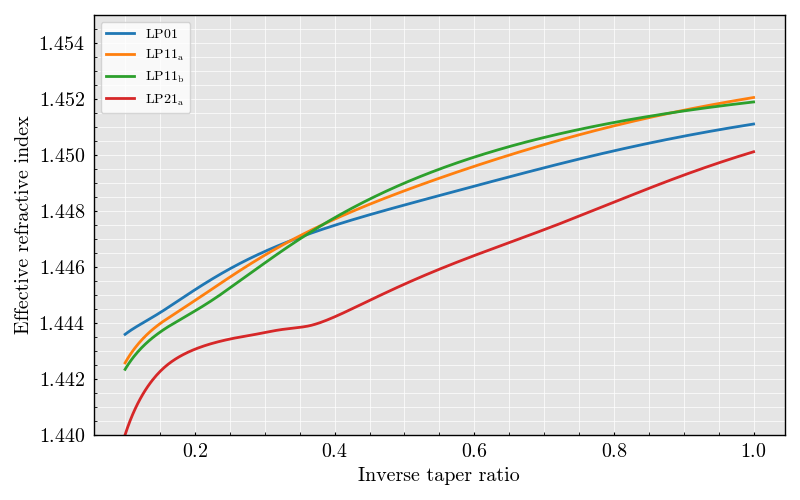 LP01
LP11a
LP11b
LP21a
Effective refractive index
1.454
1.452
1.450
1.448
1.446
1.444
1.442
1.440
0.2 0.4 0.6 0.8 1.0
Inverse taper ratio